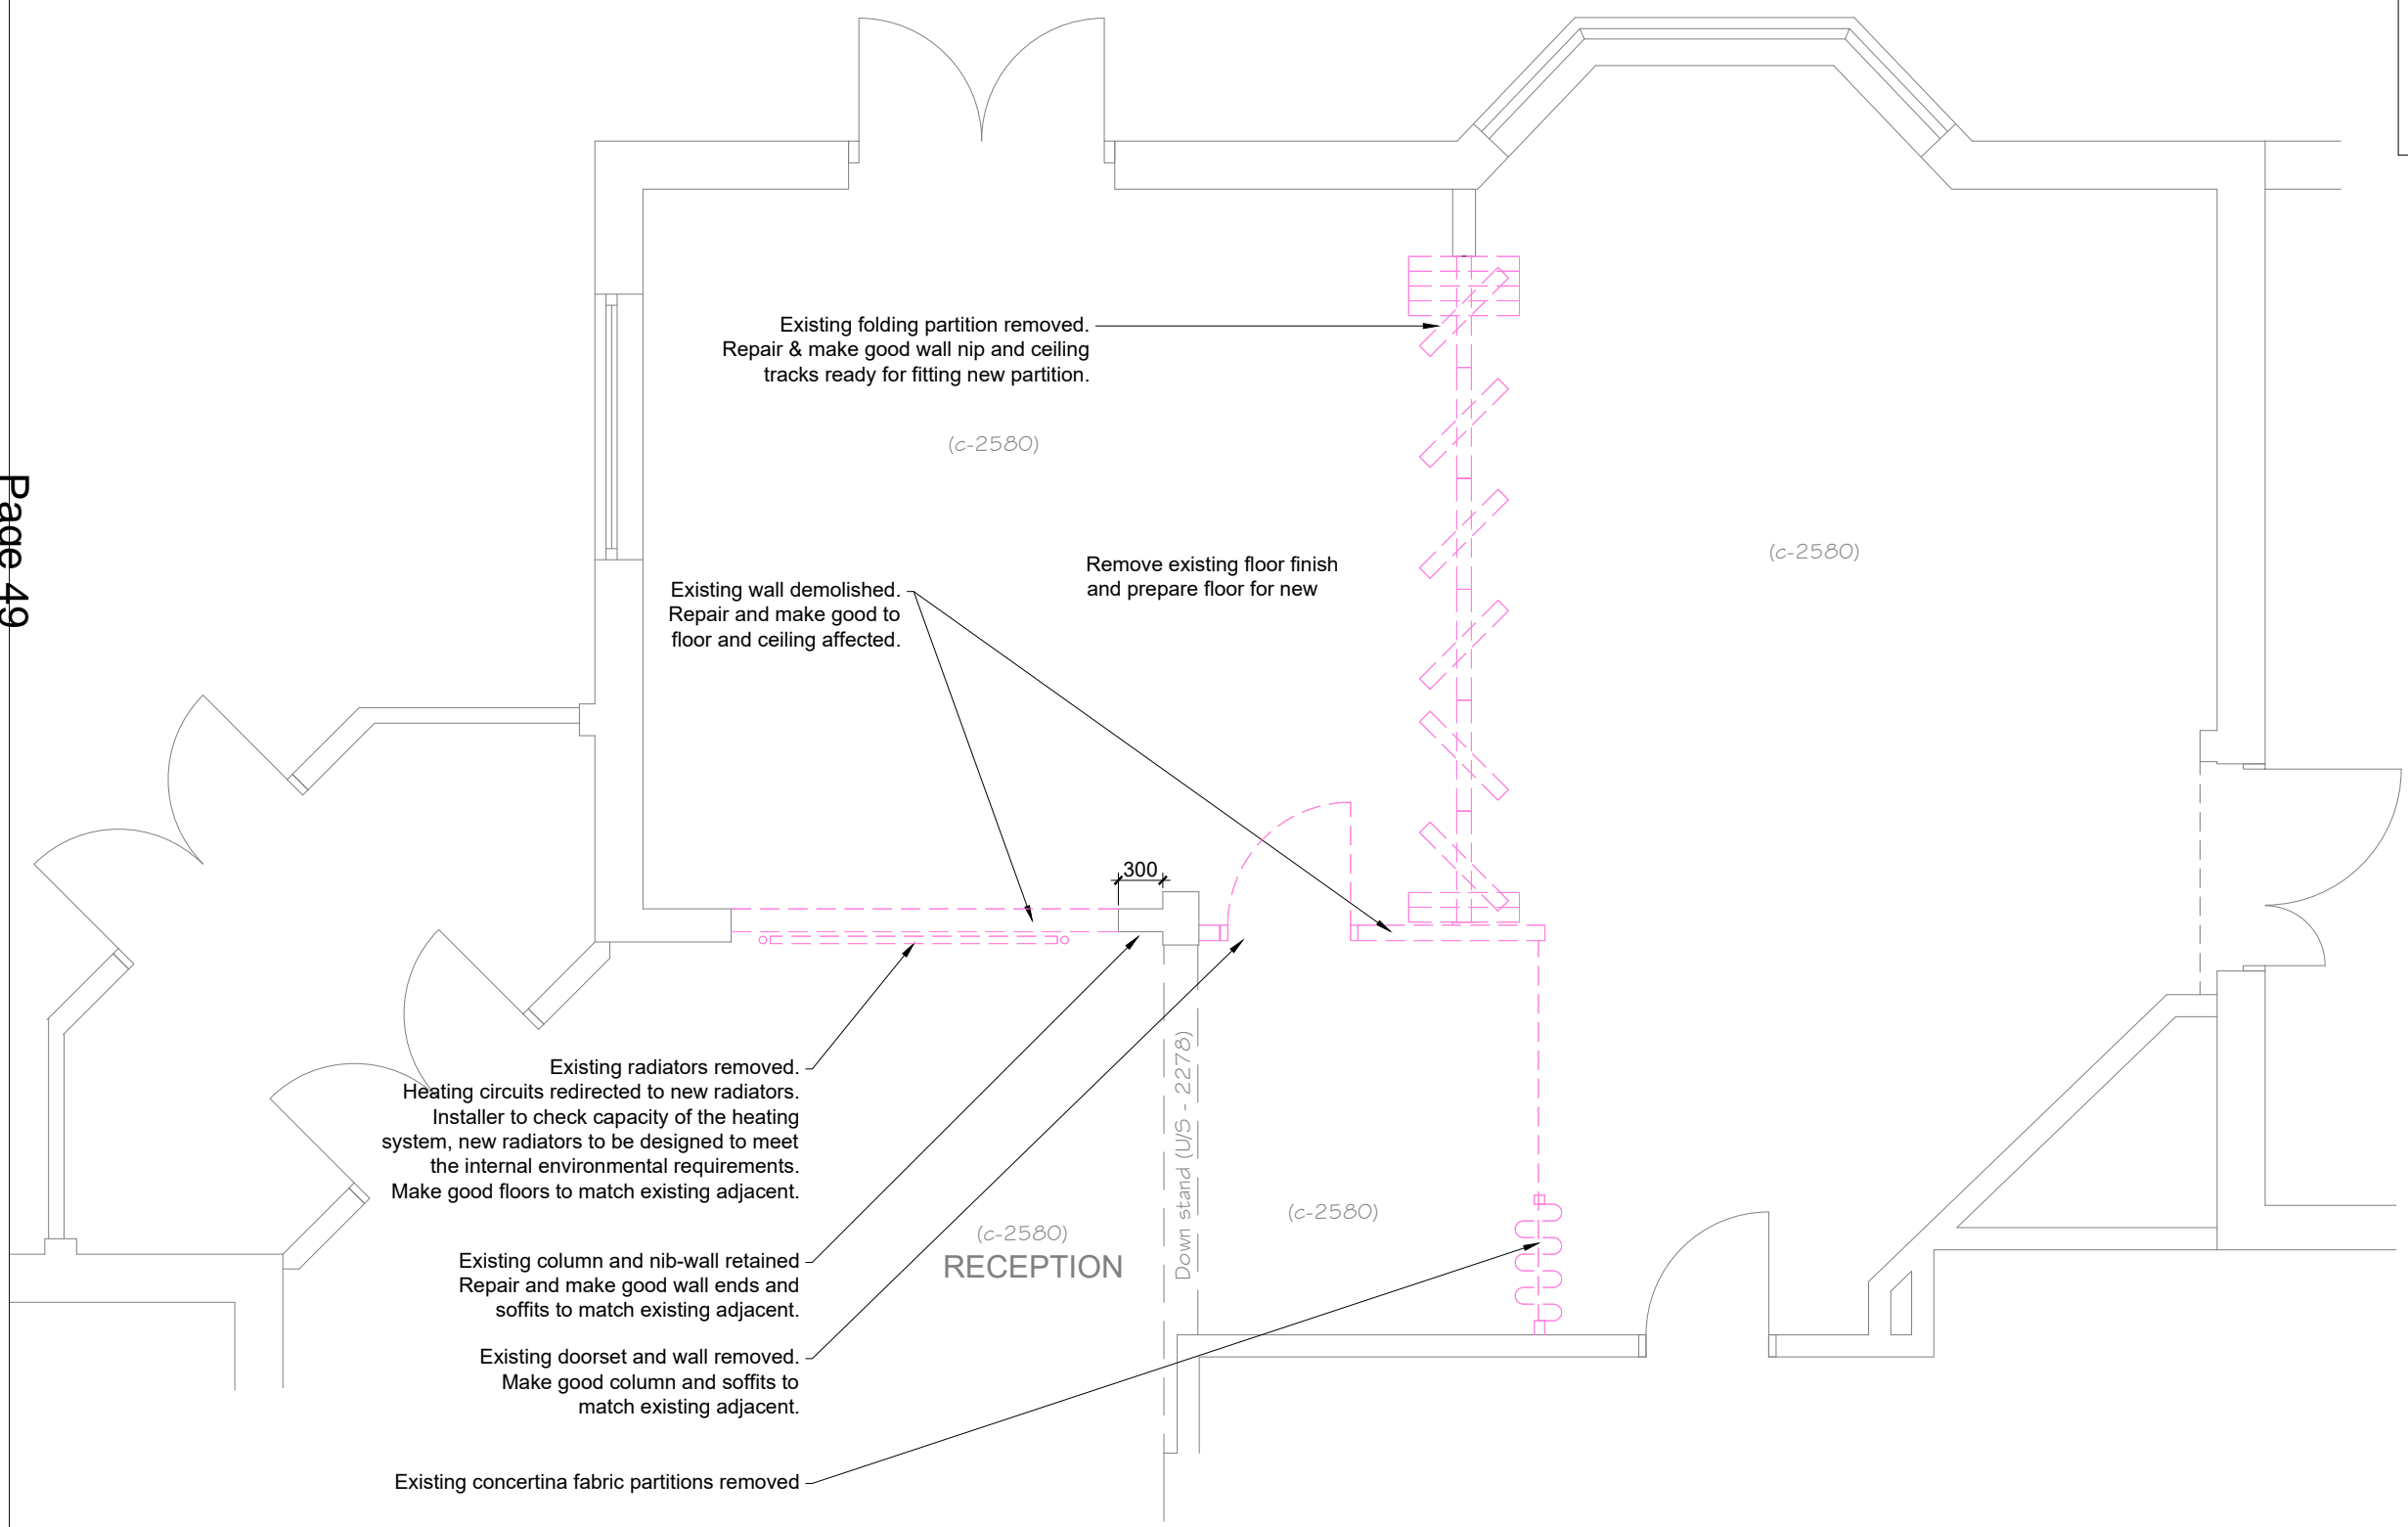 Page 49
Existing folding partition removed.
Repair & make good wall nip and ceiling
tracks ready for fitting new partition.
(c-2580)
(c-2580)
Remove existing floor finish
and prepare floor for new
Existing wall demolished.
Repair and make good to
floor and ceiling affected.
300
Existing radiators removed.
Heating circuits redirected to new radiators.
Installer to check capacity of the heating
system, new radiators to be designed to meet
the internal environmental requirements.
Make good floors to match existing adjacent.
Down stand (U/S - 2278)
(c-2580)
(c-2580)
RECEPTION
Existing column and nib-wall retained
Repair and make good wall ends and
soffits to match existing adjacent.
Existing doorset and wall removed.
Make good column and soffits to
match existing adjacent.
Existing concertina fabric partitions removed